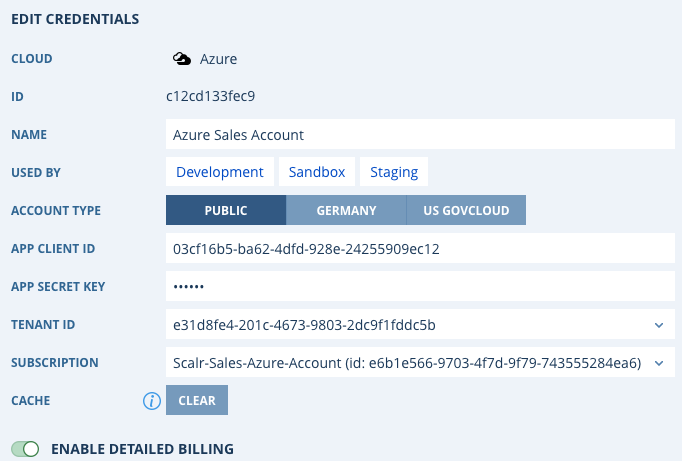 EDIT CREDENTIALS
CLOUD Azure
ID c12cd133fec9
NAME Azure Sales Account
USED BY Development Sandbox Staging
ACCOUNT TYPE PUBLIC GERMANY US GOVCLOUD
APP CLIENT ID 03cf16b5-ba62-4dfd-928e-24255909ec12
APP SECRET KEY ••••••
TENANT ID e31d8fe4-201c-4673-9803-2dc9f1fddc5b
SUBSCRIPTION Scalr-Sales-Azure-Account (id: e6b1e566-9703-4f7d-9f79-743555284ea6)
CACHE i CLEAR
ENABLE DETAILED BILLING